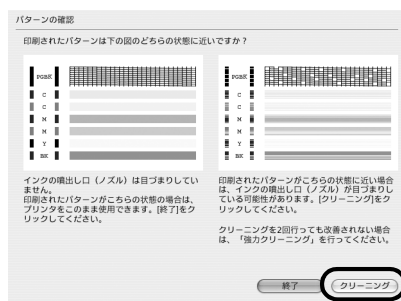 パターンの確認
印刷されたパターンは下の図のどちらの状態に近いですか？
PGBK
C
C
M
M
Y
BK
PGBK
C
C
M
M
Y
BK
インクの噴出し口（ノズル）は目づまりしてい
ません。
印刷されたパターンがこちらの状態の場合は、
プリンタをこのまま使用できます。[終了]をク
リックしてください。
印刷されたパターンがこちらの状態に近い場合
は、インクの噴出し口（ノズル）が目づまりし
ている可能性があります。[クリーニング]をク
リックしてください。
クリーニングを2回行っても改善されない場合
は、「強力クリーニング」を行ってください。
終了
クリーニング